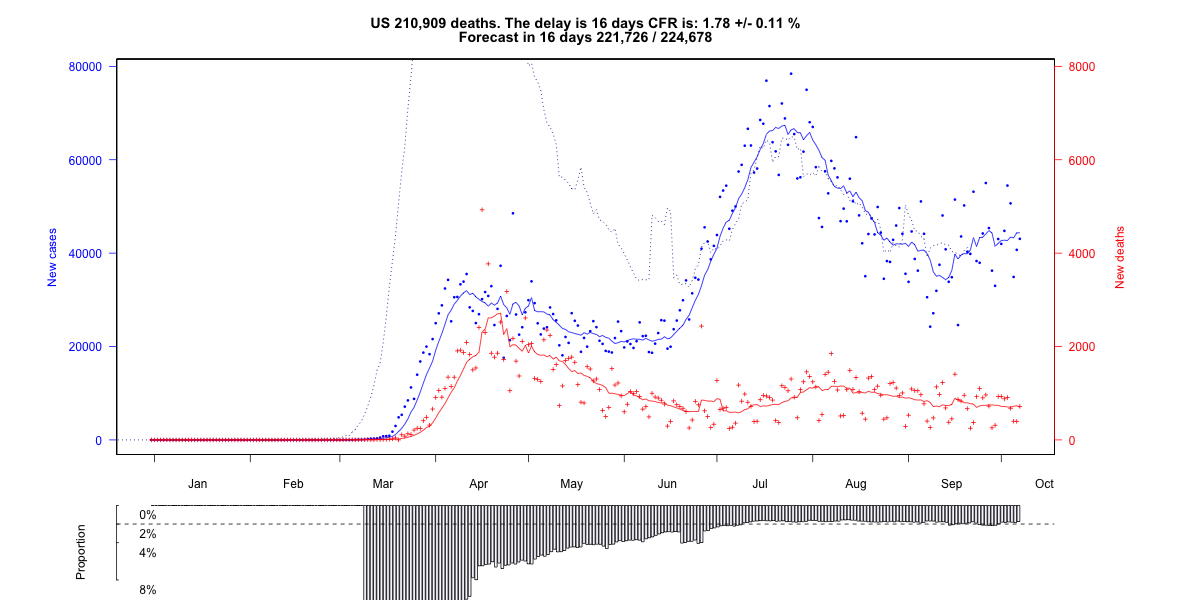 US 210,909 deaths. The delay is 16 days CFR is: 1.78 +/- 0.11 %
Forecast in 16 days 221,726 / 224,678
80000
60000
40000
20000
0
New cases
8000
6000
4000
2000
0
New deaths
Jan Feb Mar Apr May Jun Jul Aug Sep Oct
Proportion
0%
2%
4%
8%